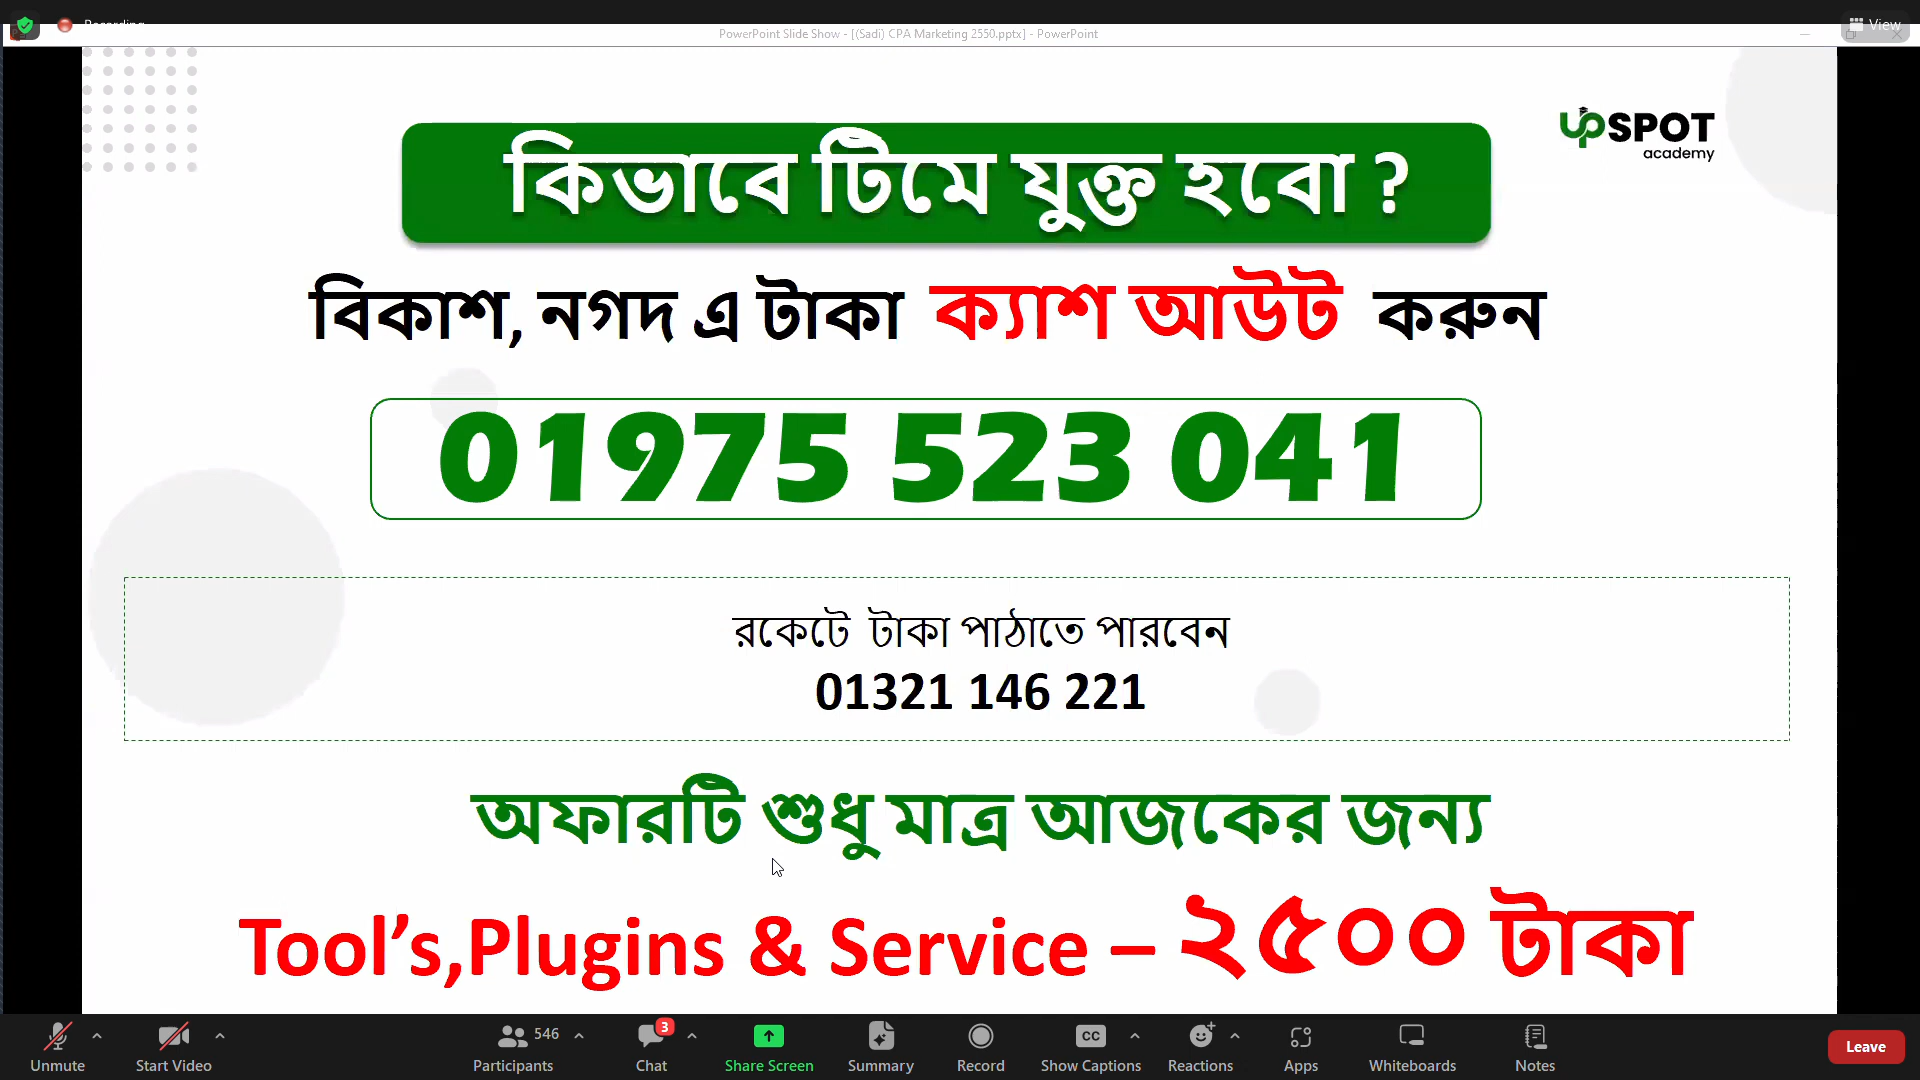 Recording
PowerPoint Slide Show - [(Sadi) CPA Marketing 2550.pptx] - PowerPoint
View
UPSPOT
academy
কিভাবে টিমে যুক্ত হবো ?
বিকাশ, নগদ এ টাকা ক্যাশ আউট করুন
01975 523 041
রকেটে টাকা পাঠাতে পারবেন
01321 146 221
অফারটি শুধু মাত্র আজকের জন্য
Tool’s,Plugins & Service – ২৫০০ টাকা
546
3
CC
Unmute
Start Video
Participants
Chat
Share Screen
Summary
Record
Show Captions
Reactions
Apps
Whiteboards
Notes
Leave